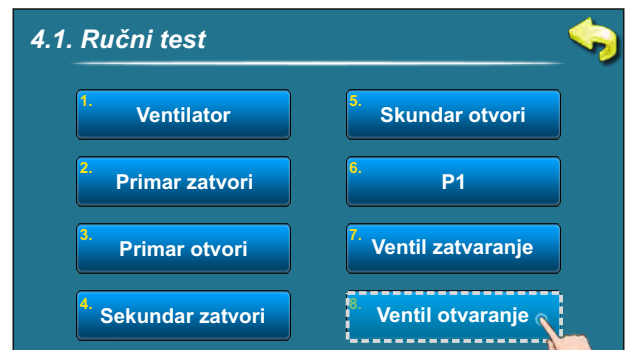 4.1. Ručni test
1. Ventilator
2. Primar zatvori
3. Primar otvori
4. Sekundar zatvori
5. Skundar otvori
6. P1
7. Ventil zatvaranje
8. Ventil otvaranje